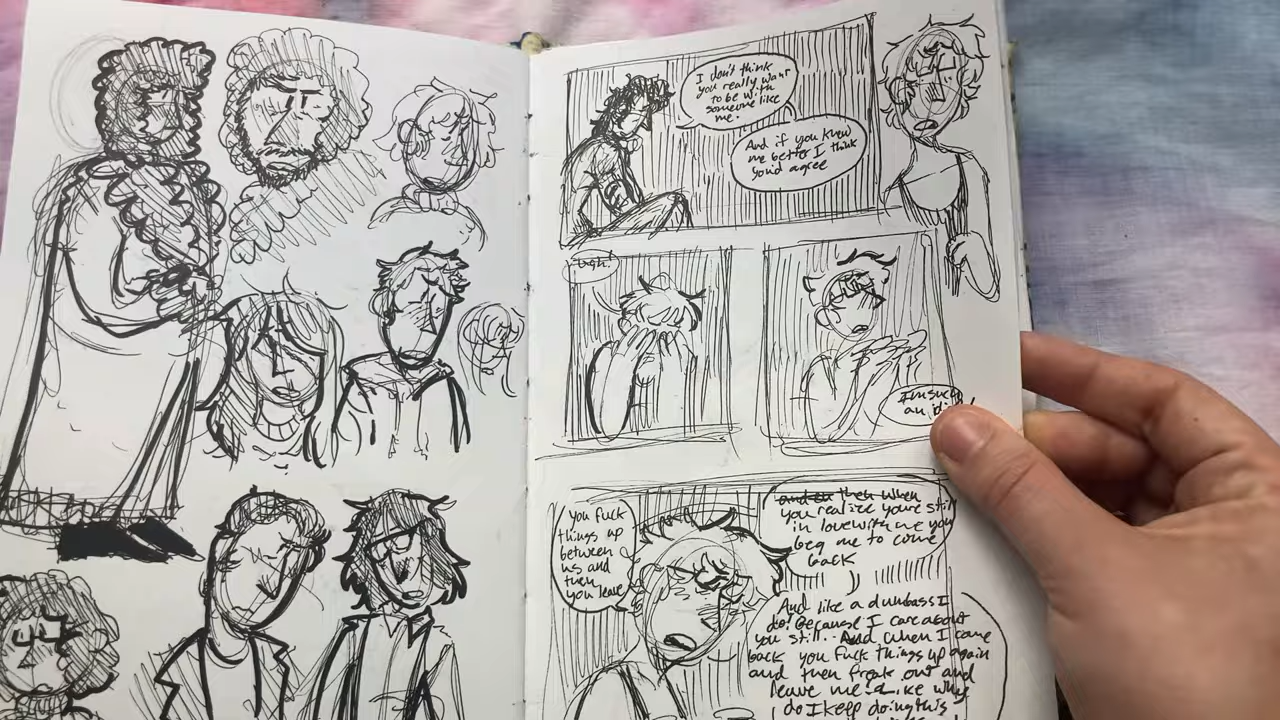 I don't think
you really want
to be with
someone like
me.
And if you knew
me better I think
you'd agree
Ugh!
I'm such
an idi
you fuck
things up
between
us and
then
you leave
then when
you realize you're still
in love with me you
beg me to come
back
And like a dumbass I
do! Because I care about
you still.. And when I come
back you fuck things up again
and then freak out and
leave me. Like why
do I keep doing this